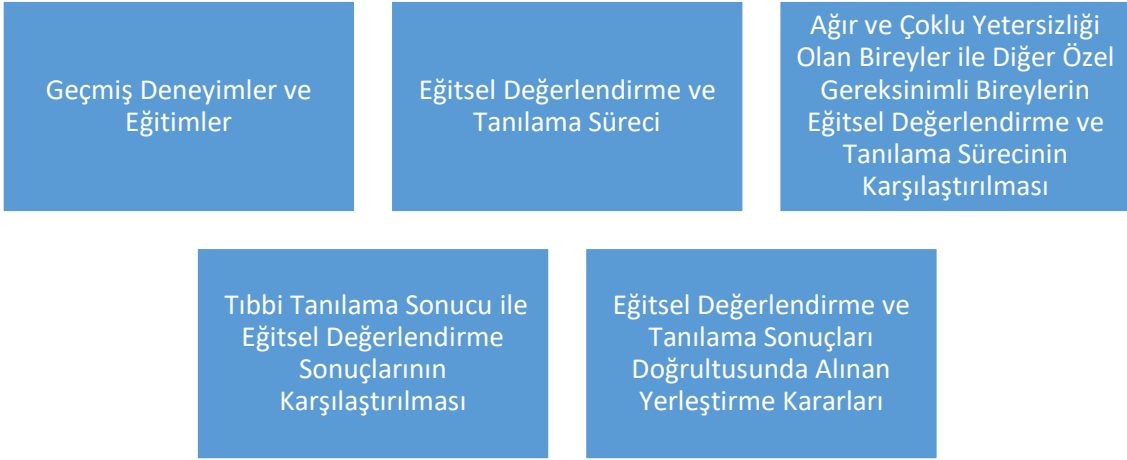 Geçmiş Deneyimler ve
Eğitimler
Eğitsel Değerlendirme ve
Tanılama Süreci
Ağır ve Çoklu Yetersizliği
Olan Bireyler ile Diğer Özel
Gereksinimli Bireylerin
Eğitsel Değerlendirme ve
Tanılama Sürecinin
Karşılaştırılması
Tıbbi Tanılama Sonucu ile
Eğitsel Değerlendirme
Sonuçlarının
Karşılaştırılması
Eğitsel Değerlendirme ve
Tanılama Sonuçları
Doğrultusunda Alınan
Yerleştirme Kararları